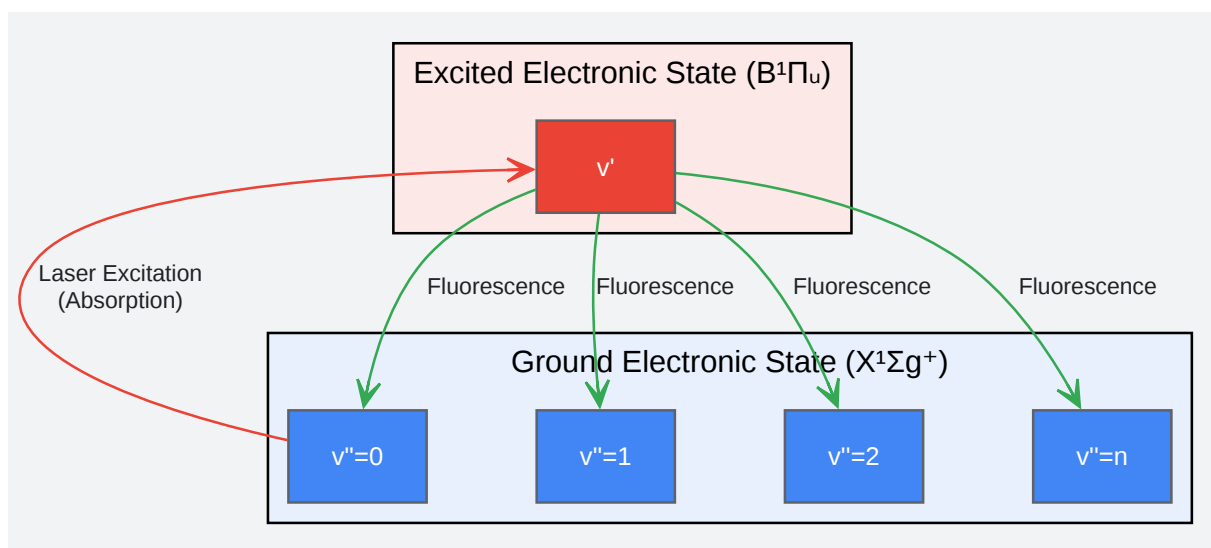 Excited Electronic State (B¹Πᵤ)
v'
Laser Excitation
(Absorption)
Fluorescence
Fluorescence
Fluorescence
Fluorescence
Ground Electronic State (X¹Σg⁺)
v''=0
v''=1
v''=2
v''=n